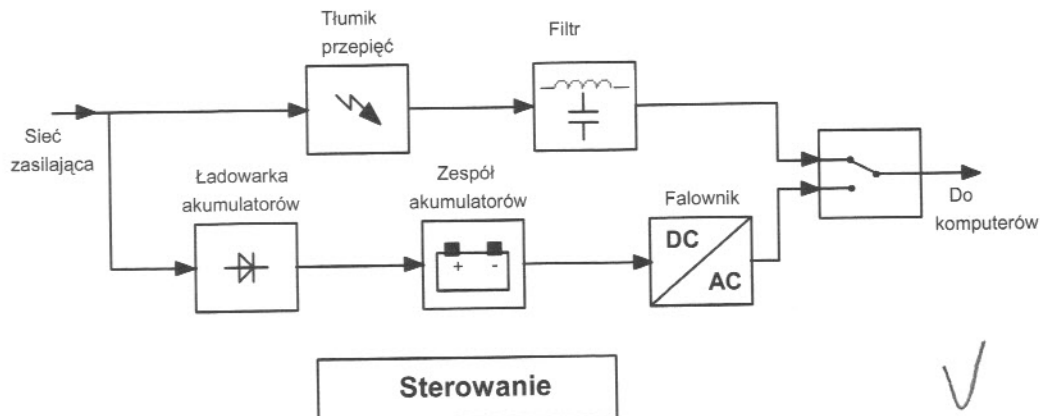 Tłumik
przepięć
Filtr
Sieć
zasilająca
Ładowarka
akumulatorów
Zespół
akumulatorów
Falownik
DC
AC
+ -
Do
komputerów
Sterowanie